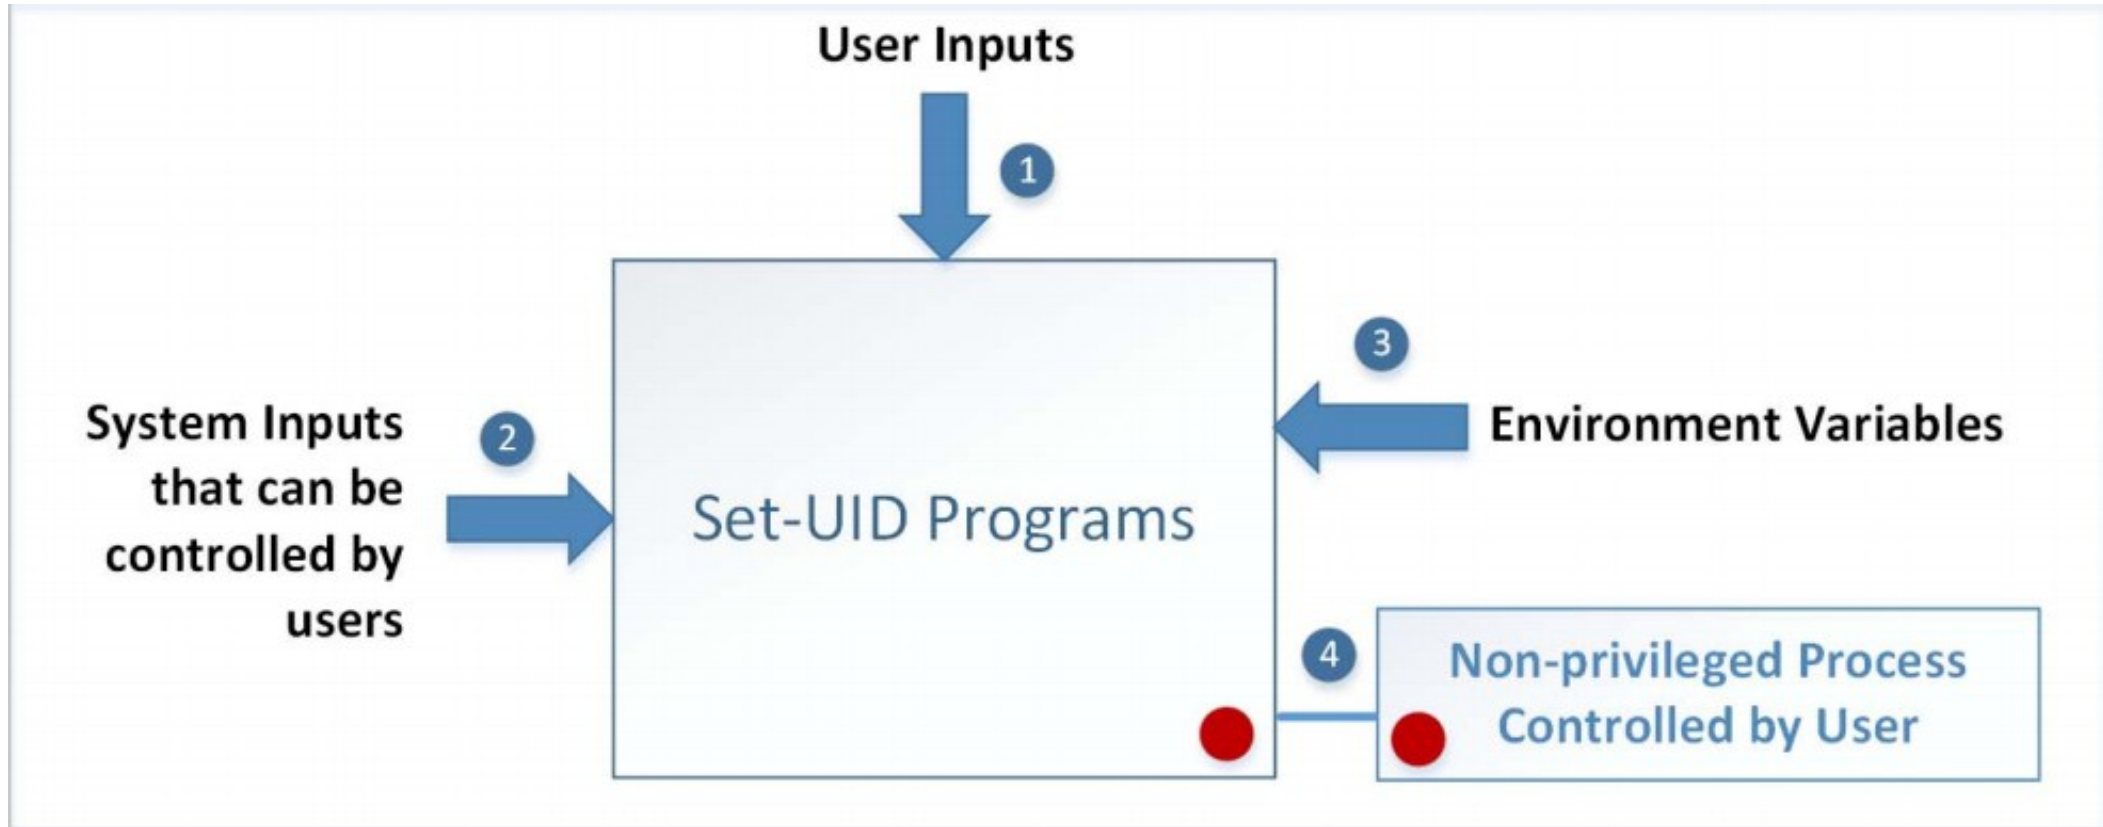 User Inputs
1
3
System Inputs
that can be
controlled by
users
2
Environment Variables
Set-UID Programs
4
Non-privileged Process
Controlled by User